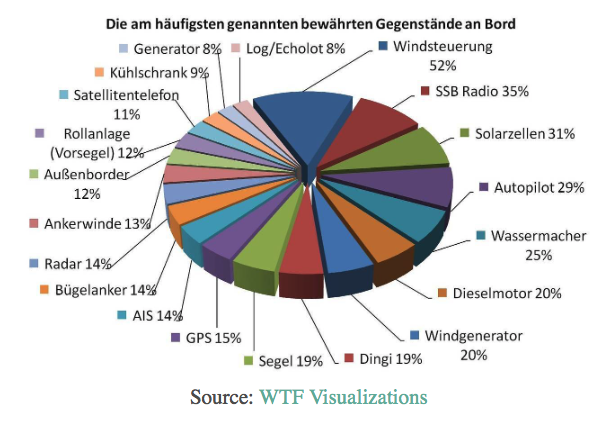 Die am häufigsten genannten bewährten Gegenstände an Bord
Windsteuerung
52%
SSB Radio 35%
Solarzellen 31%
Autopilot 29%
Wassermacher
25%
Dieselmotor 20%
Windgenerator
20%
Dingi 19%
Segel 19%
GPS 15%
AIS 14%
Bügelanker 14%
Radar 14%
Ankerwinde 13%
Außenborder
12%
Rollanlage
(Vorsegel) 12%
Satellitentelefon
11%
Kühlschrank 9%
Generator 8%
Log/Echolot 8%
Source: WTF Visualizations